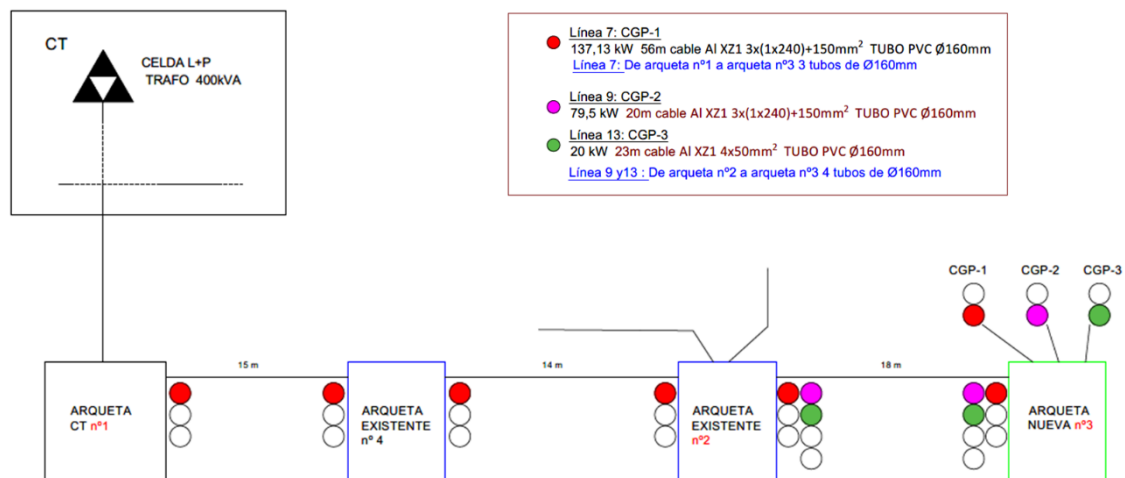 CT
CELDA L+P
TRAFO 400kVA
Línea 7: CGP-1
137,13 kW 56m cable Al XZ1 3x(1x240)+150mm² TUBO PVC Ø160mm
Línea 7: De arqueta nº1 a arqueta nº3 3 tubos de Ø160mm
Línea 9: CGP-2
79,5 kW 20m cable Al XZ1 3x(1x240)+150mm² TUBO PVC Ø160mm
Línea 13: CGP-3
20 kW 23m cable Al XZ1 4x50mm² TUBO PVC Ø160mm
Línea 9 y13 : De arqueta nº2 a arqueta nº3 4 tubos de Ø160mm
CGP-1
CGP-2
CGP-3
15 m
14 m
18 m
ARQUETA
CT nº1
ARQUETA
EXISTENTE
nº 4
ARQUETA
EXISTENTE
nº2
ARQUETA
NUEVA nº3